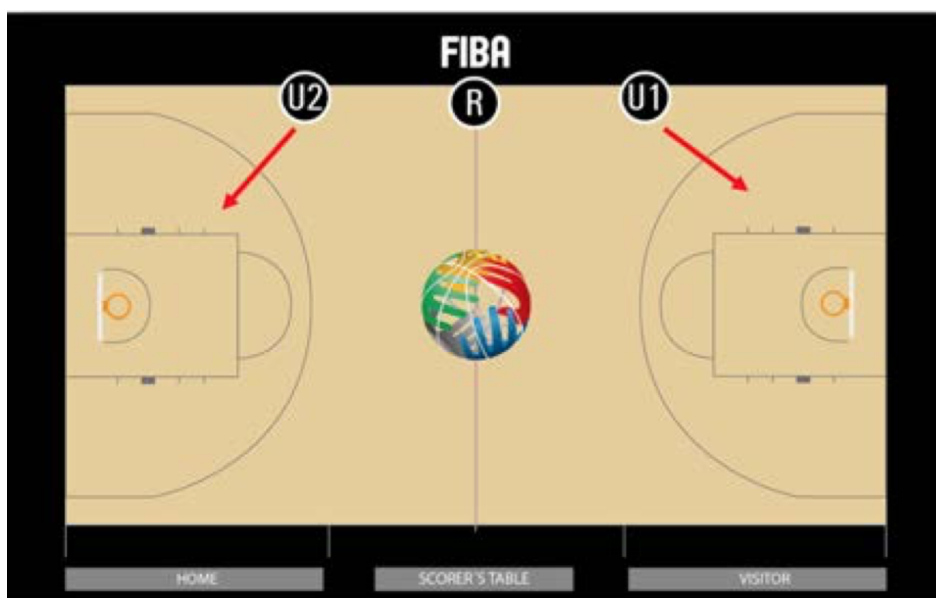 FIBA
U2
R
U1
HOME
SCORER'S TABLE
VISITOR